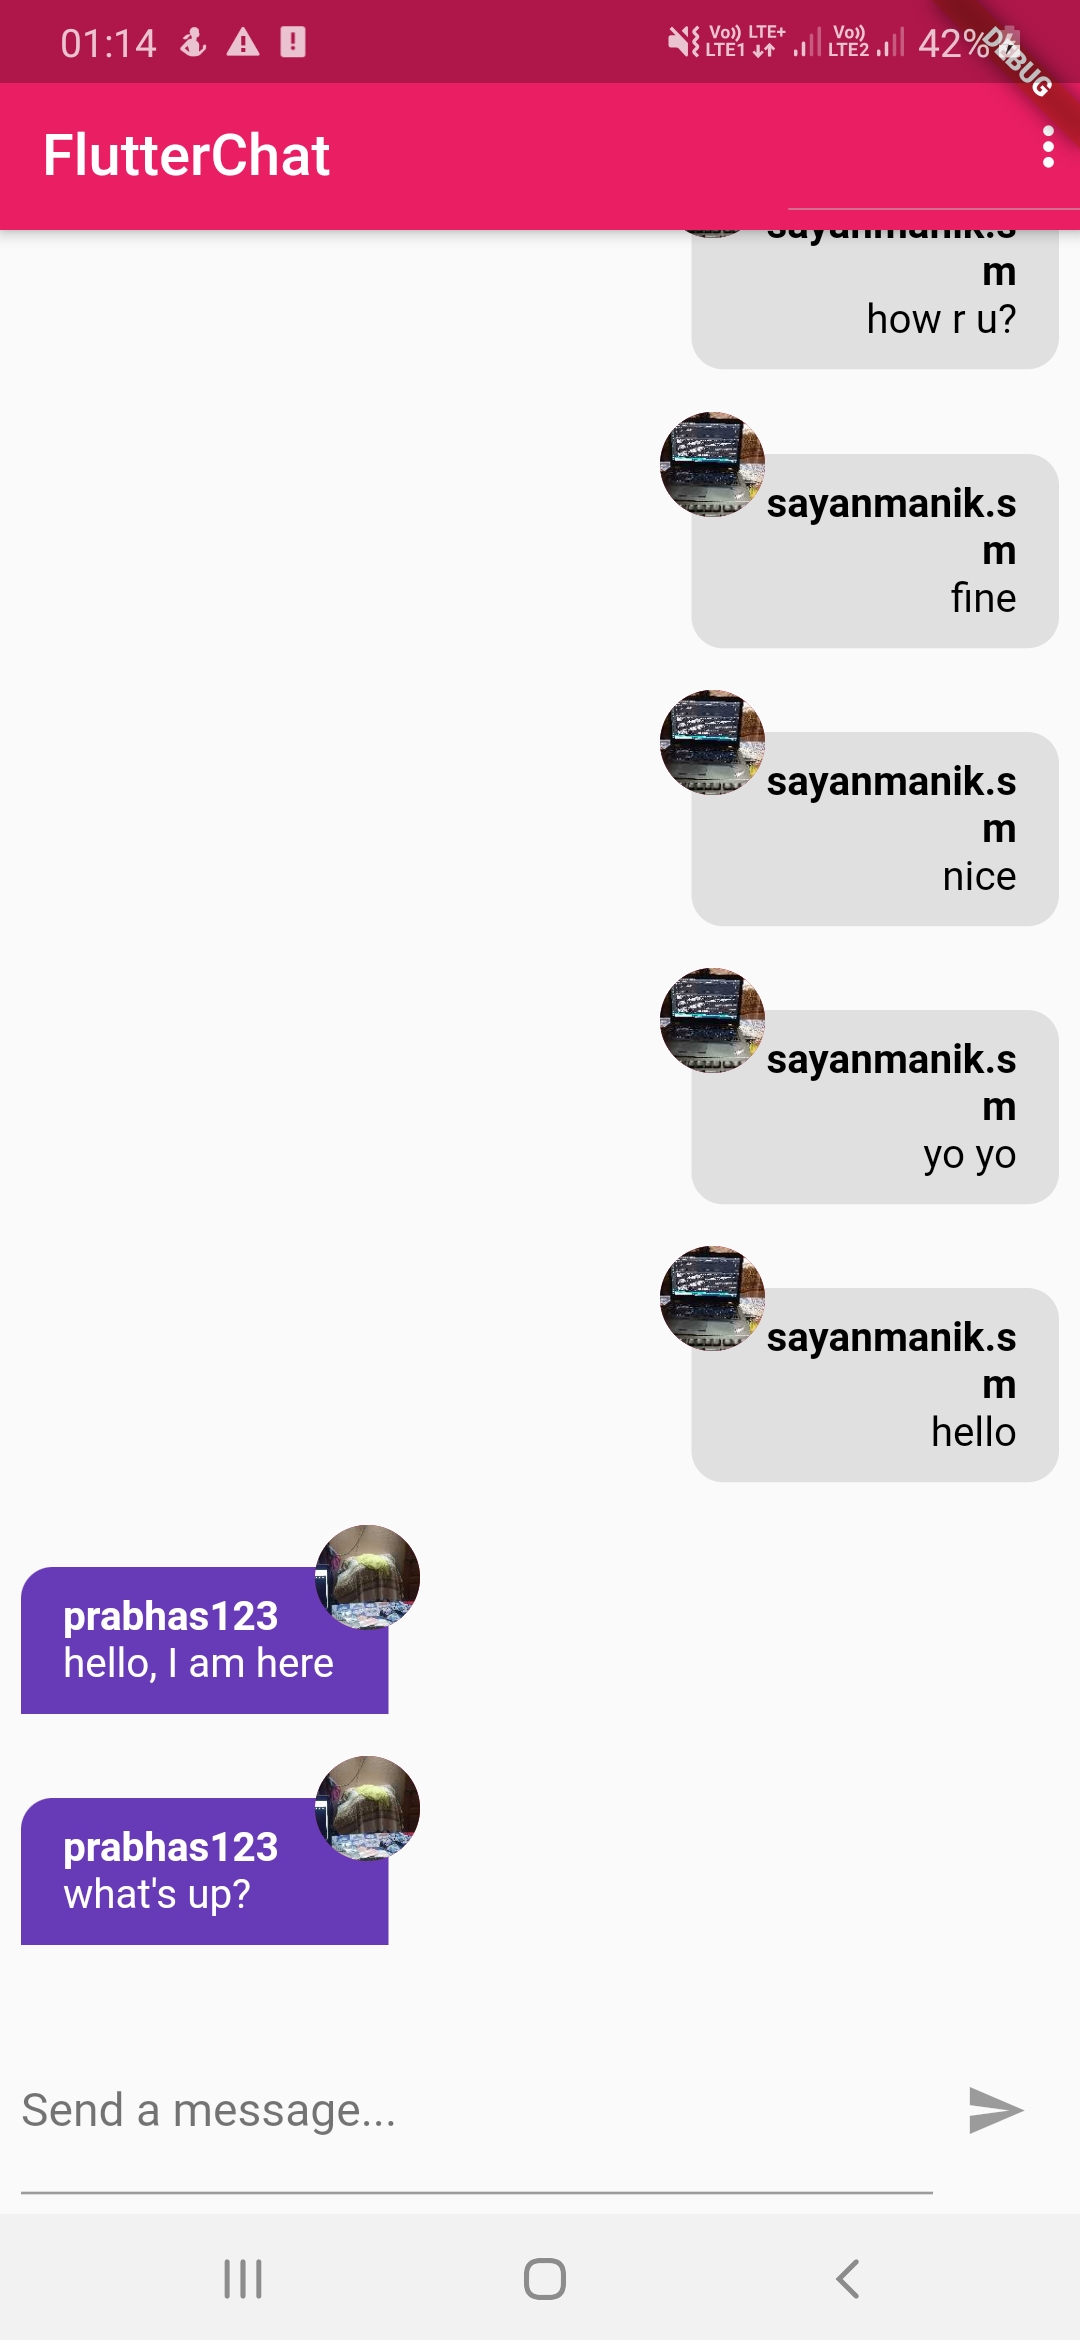 01:14
Vo)) LTE+ Vo)) 42%
LTE1 LTE2
DEBUG
FlutterChat
sayanmanik.s
m
how r u?
sayanmanik.s
m
fine
sayanmanik.s
m
nice
sayanmanik.s
m
yo yo
sayanmanik.s
m
hello
prabhas123
hello, I am here
prabhas123
what's up?
Send a message...